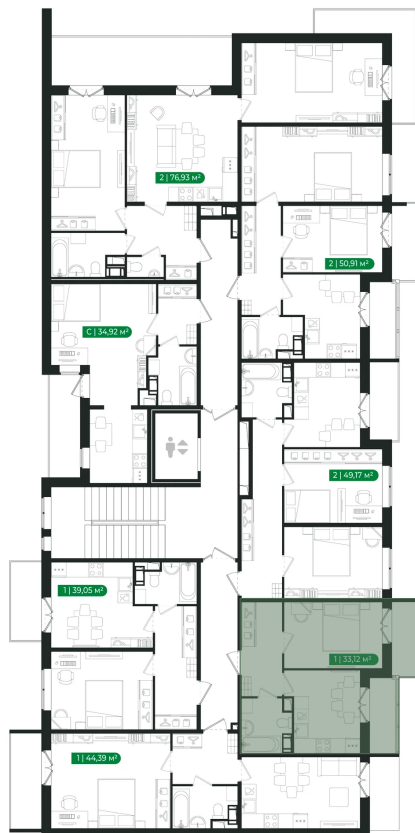 2 | 76,93 м²
2 | 50,91 м²
С | 34,92 м²
2 | 49,17 м²
1 | 39,05 м²
1 | 33,12 м²
1 | 44,39 м²